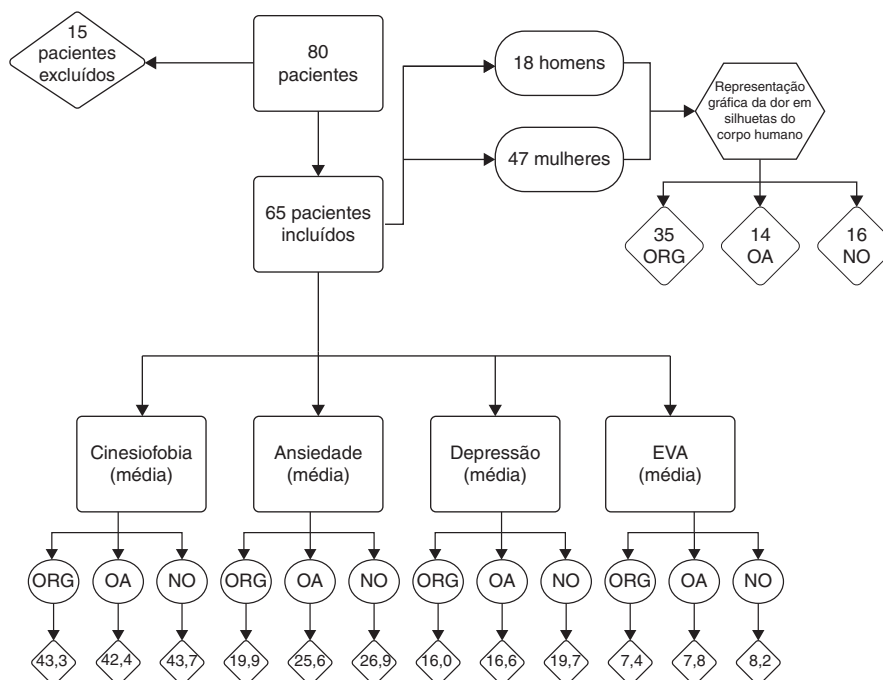 15
pacientes
excluídos
80
pacientes
18 homens
47 mulheres
Representação
gráfica da dor em
silhuetas do
corpo humano
65 pacientes
incluídos
35
ORG
14
OA
16
NO
Cinesiofobia
(média)
Ansiedade
(média)
Depressão
(média)
EVA
(média)
ORG
OA
NO
ORG
OA
NO
ORG
OA
NO
ORG
OA
NO
43,3
42,4
43,7
19,9
25,6
26,9
16,0
16,6
19,7
7,4
7,8
8,2